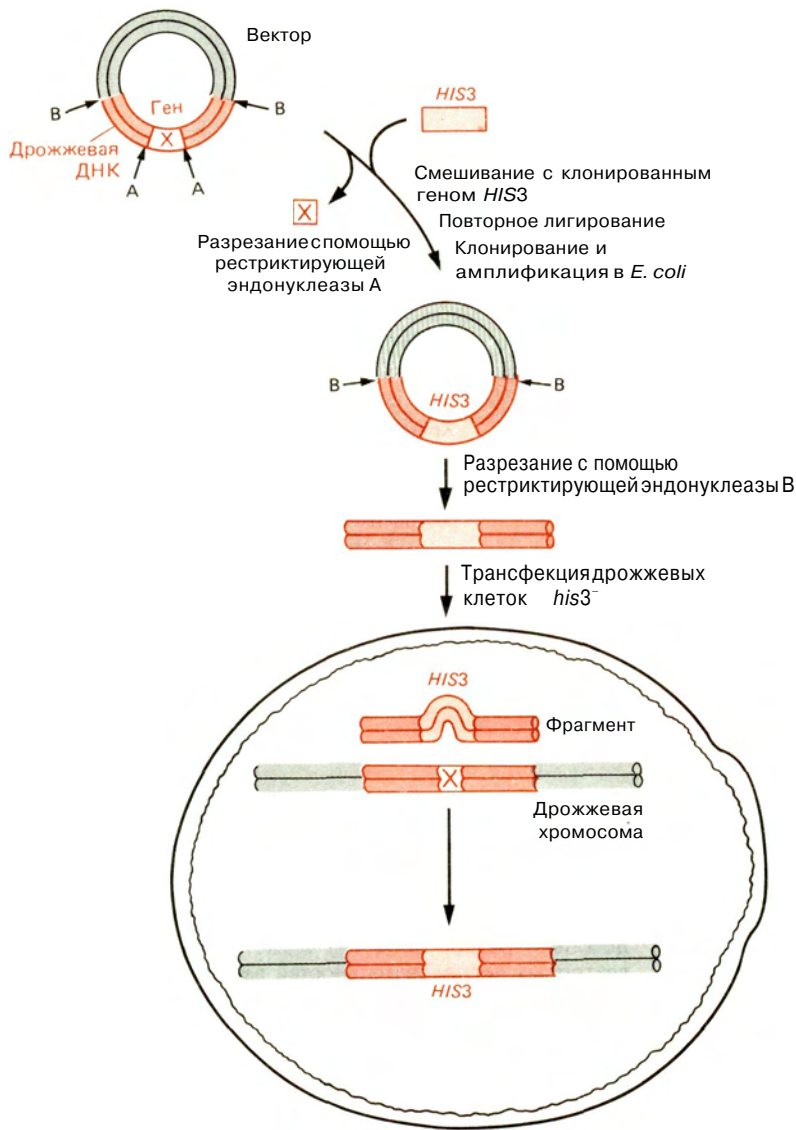 Вектор
B
Ген
B
X
Дрожжевая
ДНК
A
A
HIS3
Смешивание с клонированным
геном HIS3
X
Повторное лигирование
Разрезание с помощью
рестриктирующей
эндонуклеазы А
Клонирование и
амплификация в E. coli
B
HIS3
B
Разрезание с помощью
рестриктирующей эндонуклеазы В
Трансфекция дрожжевых
клеток his3⁻
HIS3
Фрагмент
X
Дрожжевая
хромосома
HIS3